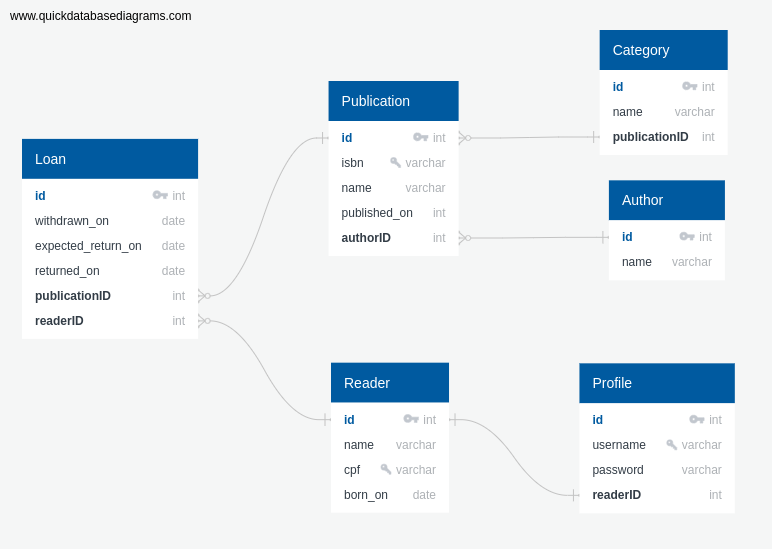 www.quickdatabasediagrams.com
Loan
id int
withdrawn_on date
expected_return_on date
returned_on date
publicationID int
readerID int
Publication
id int
isbn varchar
name varchar
published_on int
authorID int
Category
id int
name varchar
publicationID int
Author
id int
name varchar
Reader
id int
name varchar
cpf varchar
born_on date
Profile
id int
username varchar
password varchar
readerID int